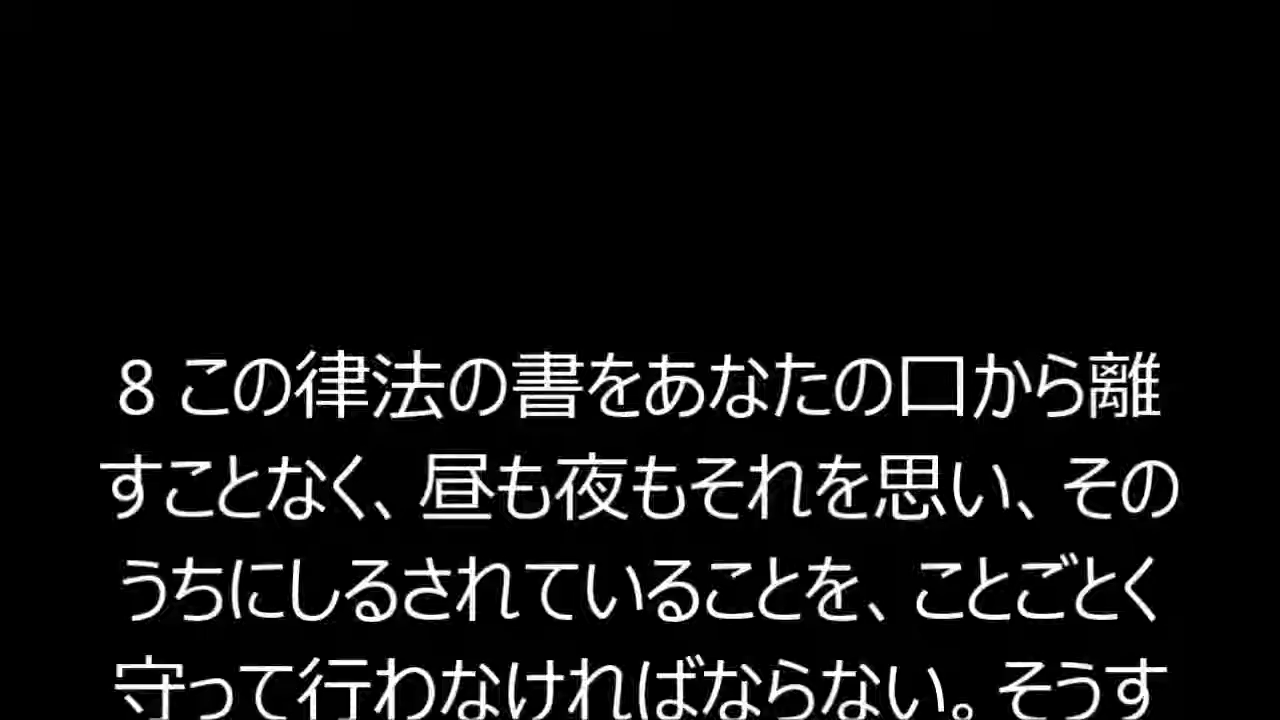 8 この律法の書をあなたの口から離
すことなく、昼も夜もそれを思い、その
うちにしるされていることを、ことごとく
守って行わなければならない。そうす